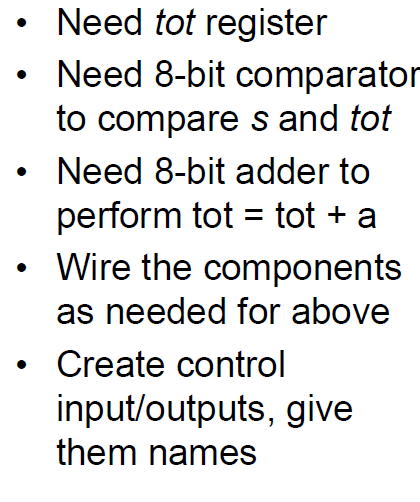 • Need tot register
• Need 8-bit comparator
to compare s and tot
• Need 8-bit adder to
perform tot = tot + a
• Wire the components
as needed for above
• Create control
input/outputs, give
them names